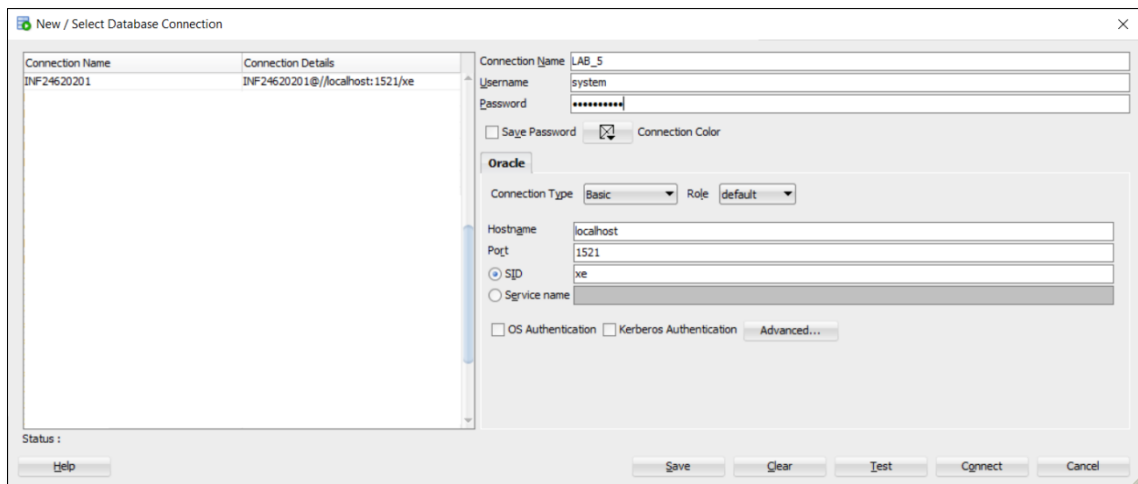 New / Select Database Connection
Connection Name Connection Details
INF24620201 INF24620201@//localhost:1521/xe
Connection Name LAB_5
Username system
Password ••••••••••
Save Password Connection Color
Oracle
Connection Type Basic Role default
Hostname localhost
Port 1521
SID xe
Service name
OS Authentication Kerberos Authentication Advanced...
Status :
Help Save Clear Test Connect Cancel